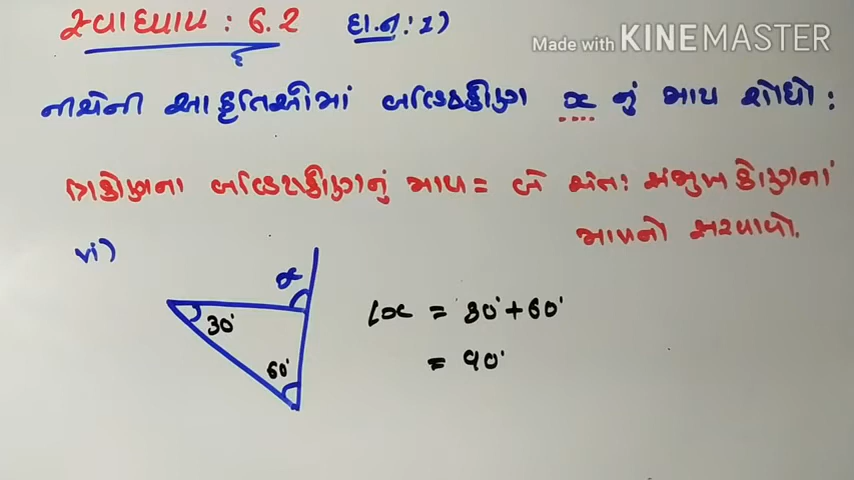 સ્વાધ્યાય : 6.2 દા.નં : 1)
Made with KINEMASTER
નીચેની આકૃતિઓમાં બહિષ્કોણ x નું માપ શોધો :
ત્રિકોણના બહિષ્કોણનું માપ = બે અંતઃ સંમુખકોણનાં
માપનો સરવાળો.
vi)
x
30°
60°
∠x = 30° + 60°
= 90°